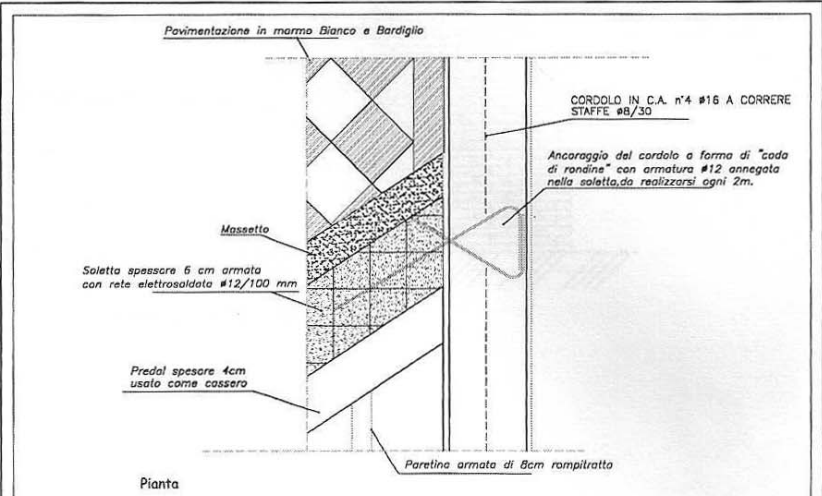 Pavimentazione in marmo Bianco e Bardiglio
CORDOLO IN C.A. n°4 ø16 A CORRERE
STAFFE ø8/30
Ancoraggio del cordolo a forma di "coda
di rondine" con armatura ø12 annegata
nella soletta,da realizzarsi ogni 2m.
Massetto
Soletta spessore 6 cm armata
con rete elettrosaldata ø12/100 mm
Predal spesore 4cm
usato come cassero
Paretina armata di 8cm rompitratta
Pianta